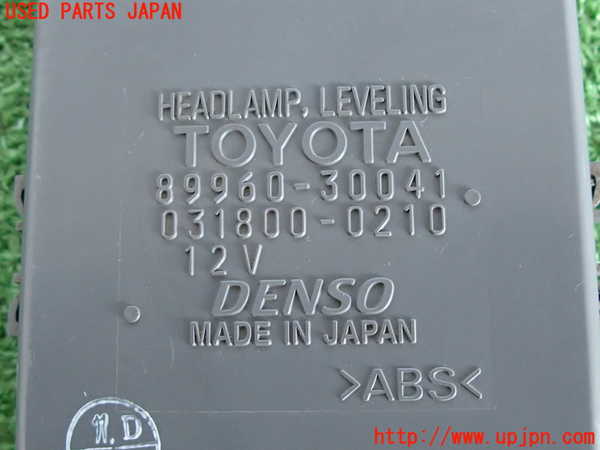 USED PARTS JAPAN
HEADLAMP, LEVELING
TOYOTA
89960-30041
031800-0210
12V
DENSO
MADE IN JAPAN
>ABS<
.D
http://www.upjpn.com/